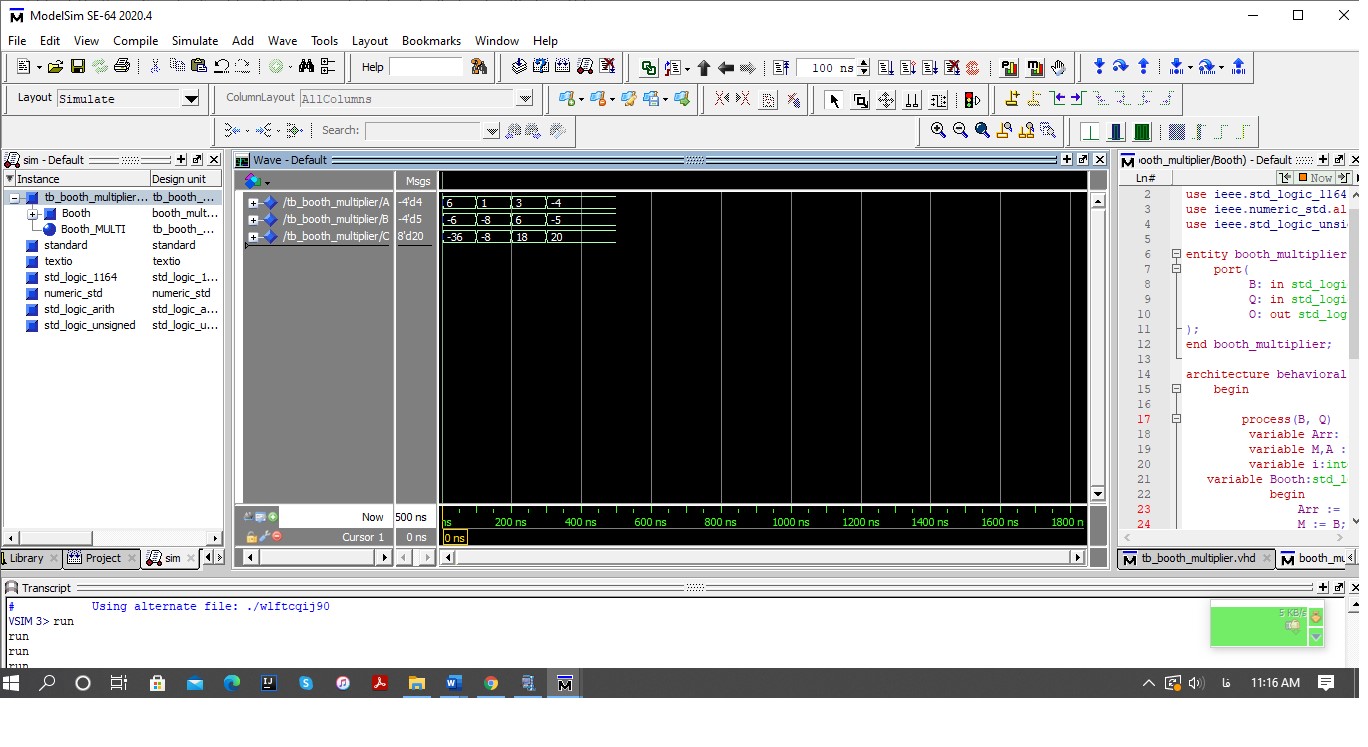 ModelSim SE-64 2020.4
File Edit View Compile Simulate Add Wave Tools Layout Bookmarks Window Help
Help 100 ns
Layout Simulate ColumnLayout AllColumns
Search:
sim - Default
Instance Design unit
tb_booth_multiplier... tb_booth_...
Booth booth_mult...
Booth_MULTI tb_booth_...
standard standard
textio textio
std_logic_1164 std_logic_1...
numeric_std numeric_std
std_logic_arith std_logic_a...
std_logic_unsigned std_logic_u...
Library Project sim
Wave - Default
Msgs
/tb_booth_multiplier/A -4'd4 6 1 3 -4
/tb_booth_multiplier/B -4'd5 -6 -8 6 -5
/tb_booth_multiplier/C 8'd20 -36 -8 18 20
Now 500 ns ns 200 ns 400 ns 600 ns 800 ns 1000 ns 1200 ns 1400 ns 1600 ns 1800 n
Cursor 1 0 ns 0 ns
ooth_multiplier/Booth) - Default
Ln# Now
2 use ieee.std_logic_1164
3 use ieee.numeric_std.al
4 use ieee.std_logic_unsi
5
6 entity booth_multiplier
7 port(
8 B: in std_logi
9 Q: in std_logi
10 O: out std_log
11 );
12 end booth_multiplier;
13
14 architecture behavioral
15 begin
16
17 process(B, Q)
18 variable Arr:
19 variable M,A :
20 variable i:int
21 variable Booth:std_l
22 begin
23 Arr :=
24 M := B;
tb_booth_multiplier.vhd booth_mu
Transcript
# Using alternate file: ./wlftcqij90
VSIM 3> run
run
run
run
5 KB/s
فا 11:16 AM